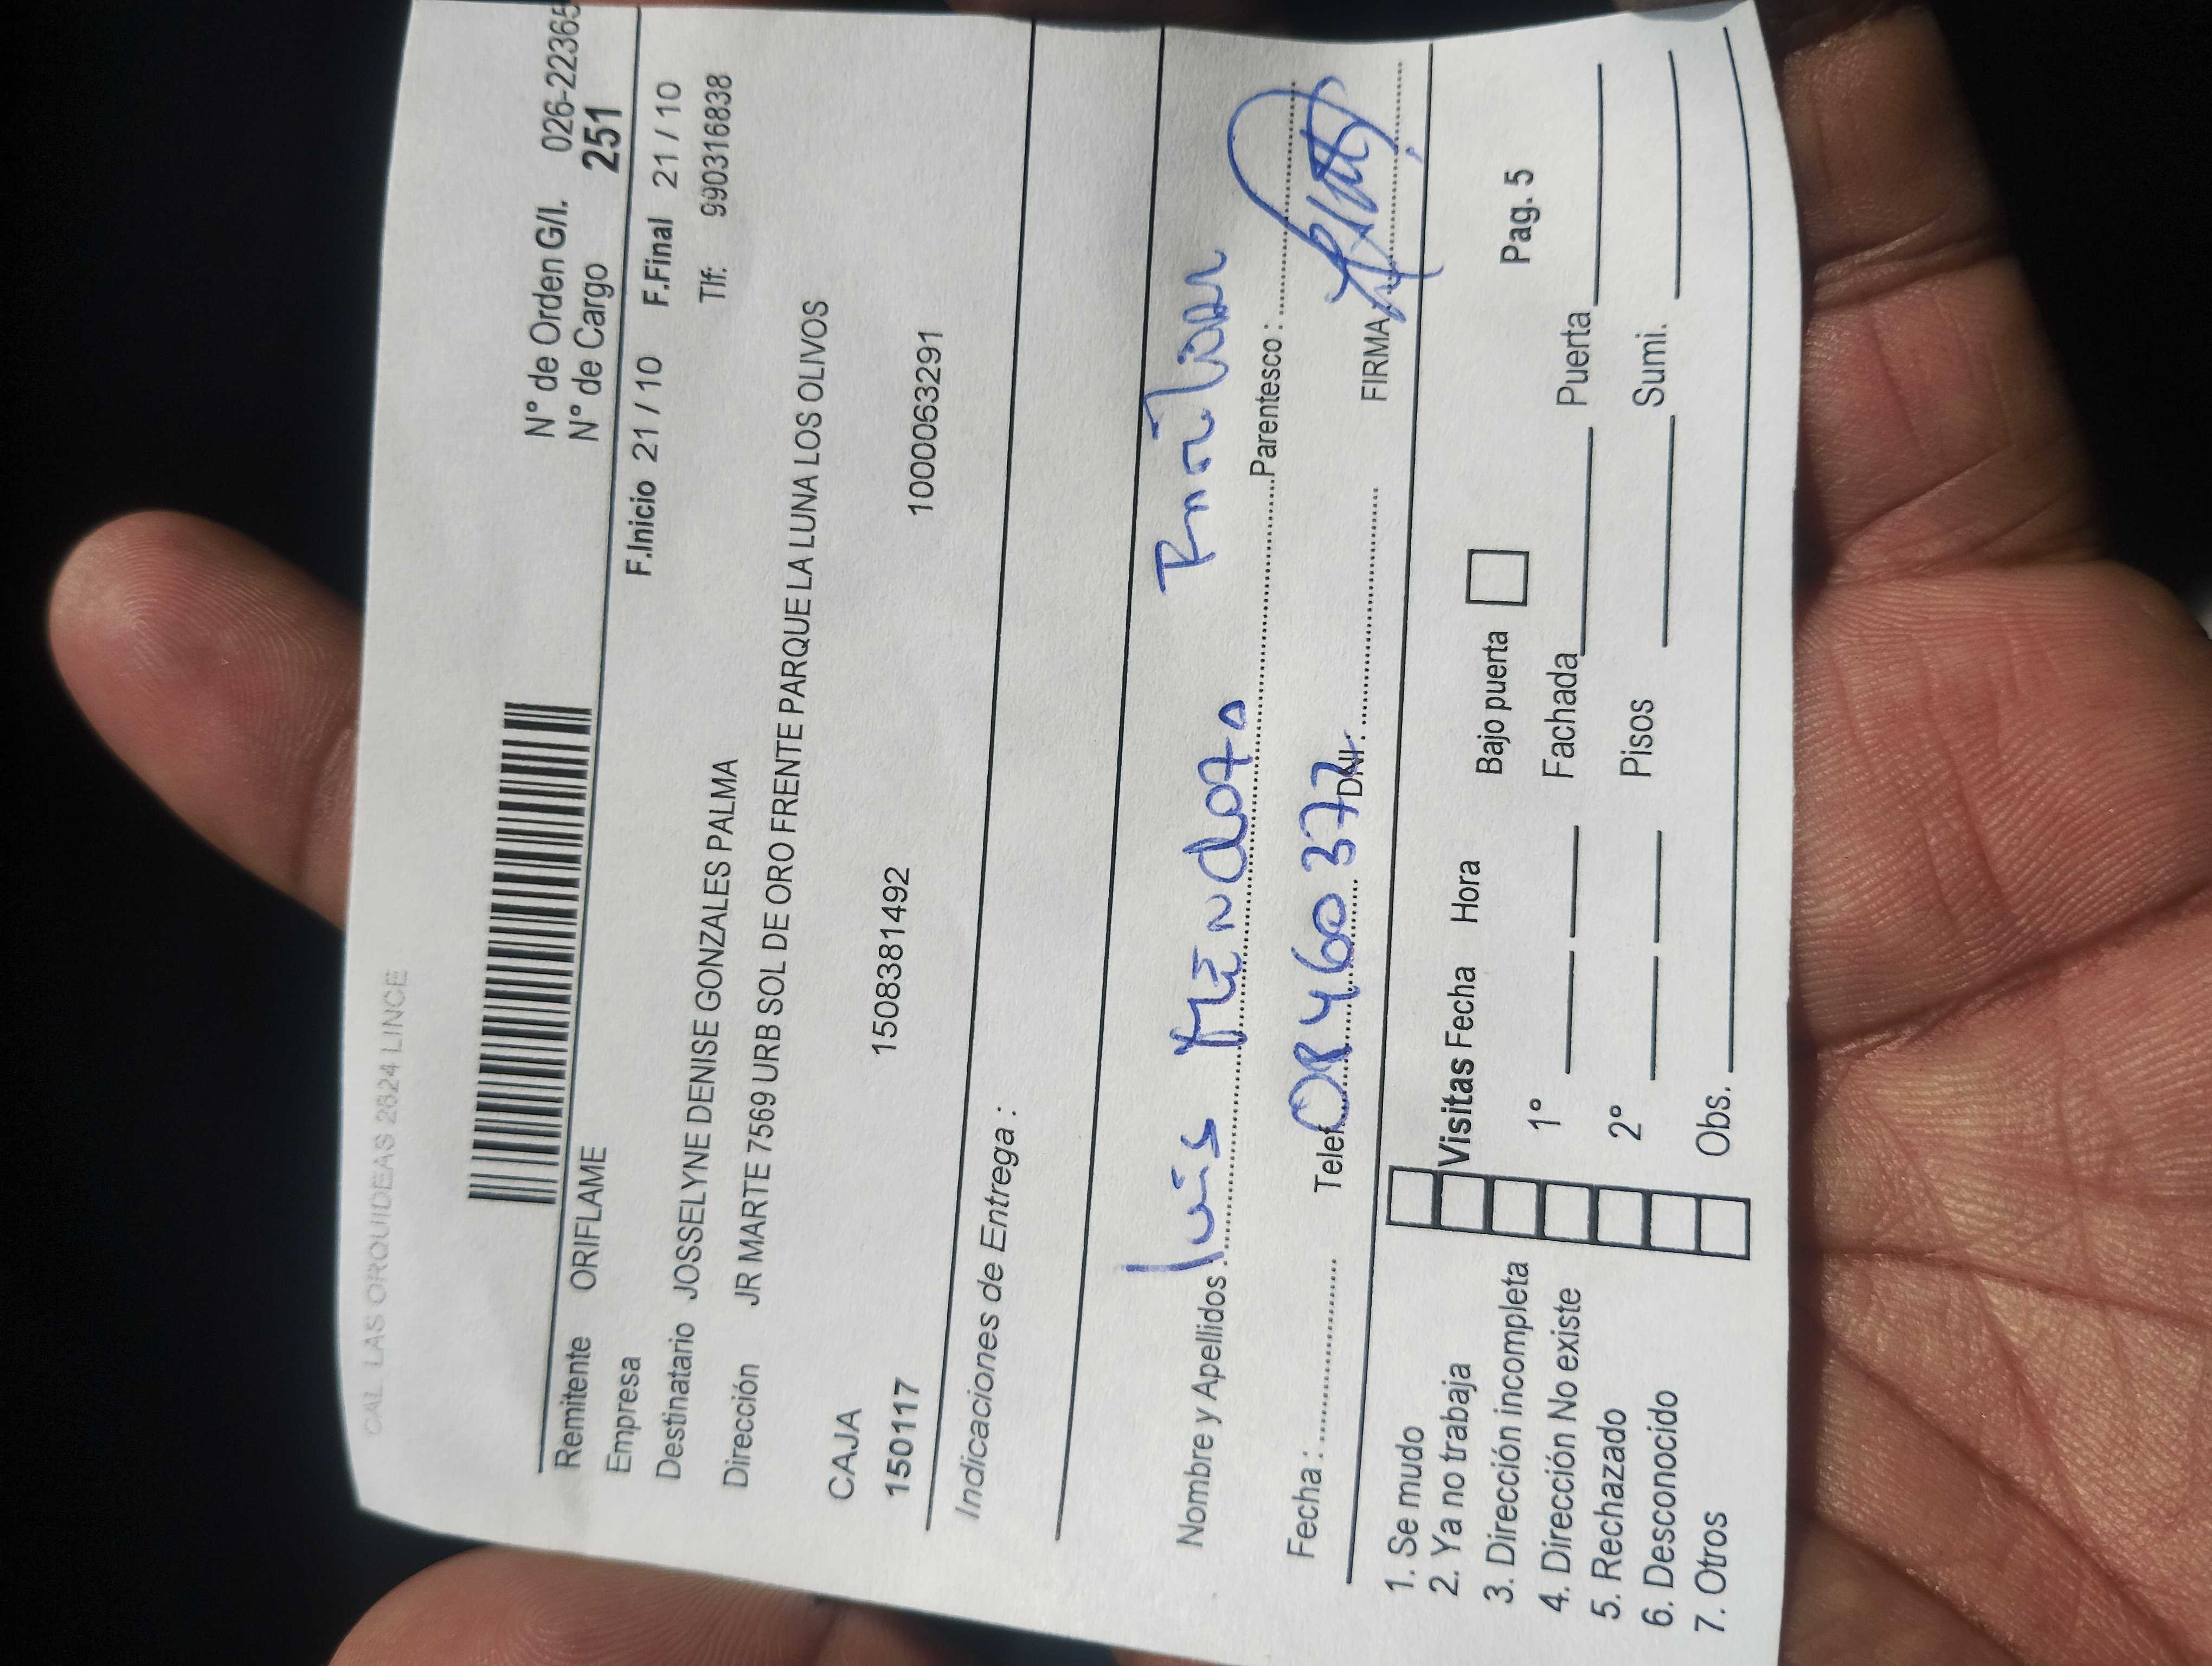 CAL LAS ORQUIDEAS 2624 LINCE
N° de Orden G/I. 026-22365
N° de Cargo 251
Remitente ORIFLAME
F.Inicio 21 / 10 F.Final 21 / 10
Empresa
Destinatario JOSSELYNE DENISE GONZALES PALMA Tlf: 990316838
Dirección JR MARTE 7569 URB SOL DE ORO FRENTE PARQUE LA LUNA LOS OLIVOS
CAJA
150117 1508381492 1000063291
Indicaciones de Entrega :
Nombre y Apellidos luis MENDOZA
Parentesco :
Fecha : Telef. 08460372 DNI. FIRMA
1. Se mudo
2. Ya no trabaja
3. Dirección incompleta
4. Dirección No existe
5. Rechazado
6. Desconocido
7. Otros
Visitas Fecha Hora Bajo puerta Pag. 5
1° Fachada Puerta
2° Pisos Sumi.
Obs.